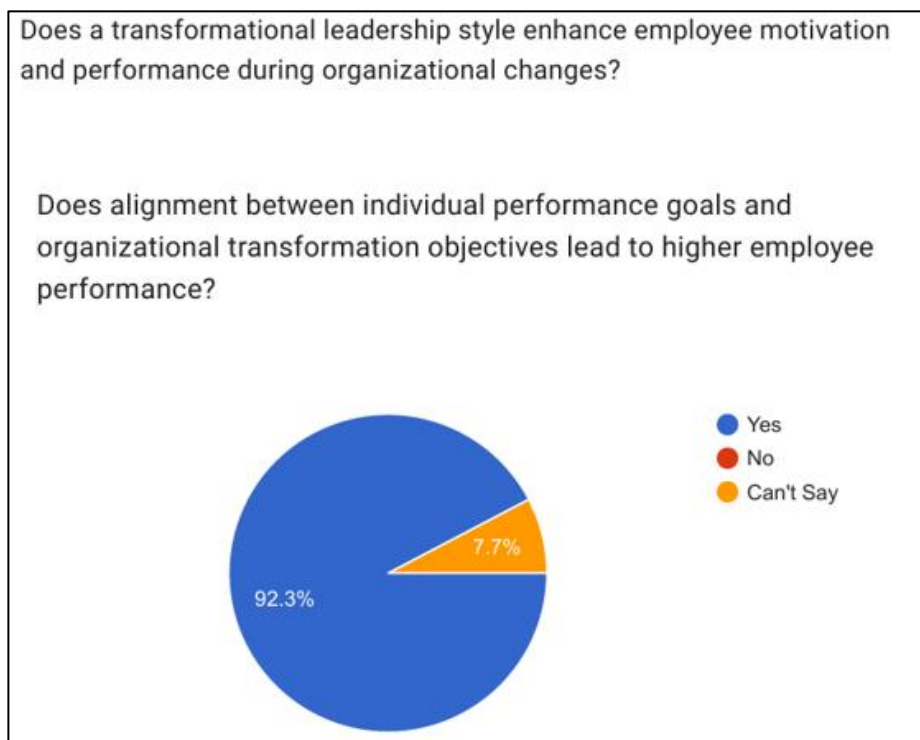 Does a transformational leadership style enhance employee motivation
and performance during organizational changes?
Does alignment between individual performance goals and
organizational transformation objectives lead to higher employee
performance?
Yes
No
Can't Say
7.7%
92.3%